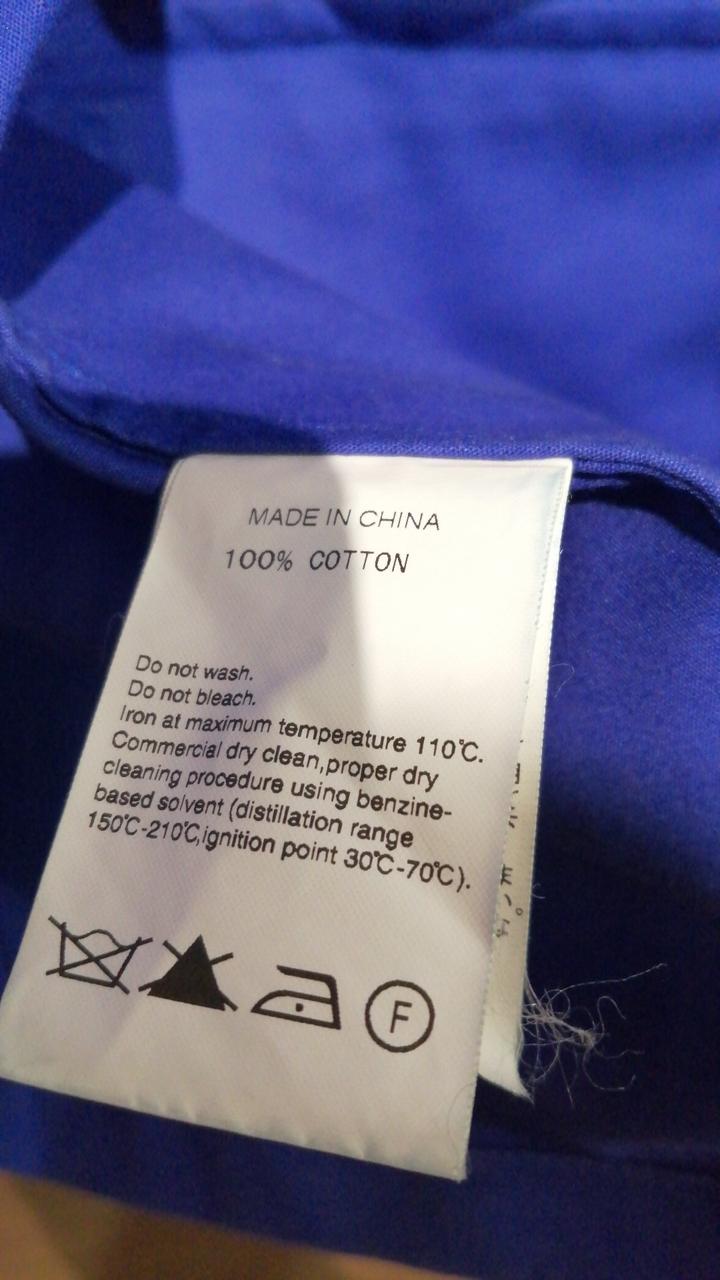 MADE IN CHINA
100% COTTON
Do not wash.
Do not bleach.
Iron at maximum temperature 110℃.
Commercial dry clean,proper dry
cleaning procedure using benzine-
based solvent (distillation range
150℃-210℃,ignition point 30℃-70℃).
F